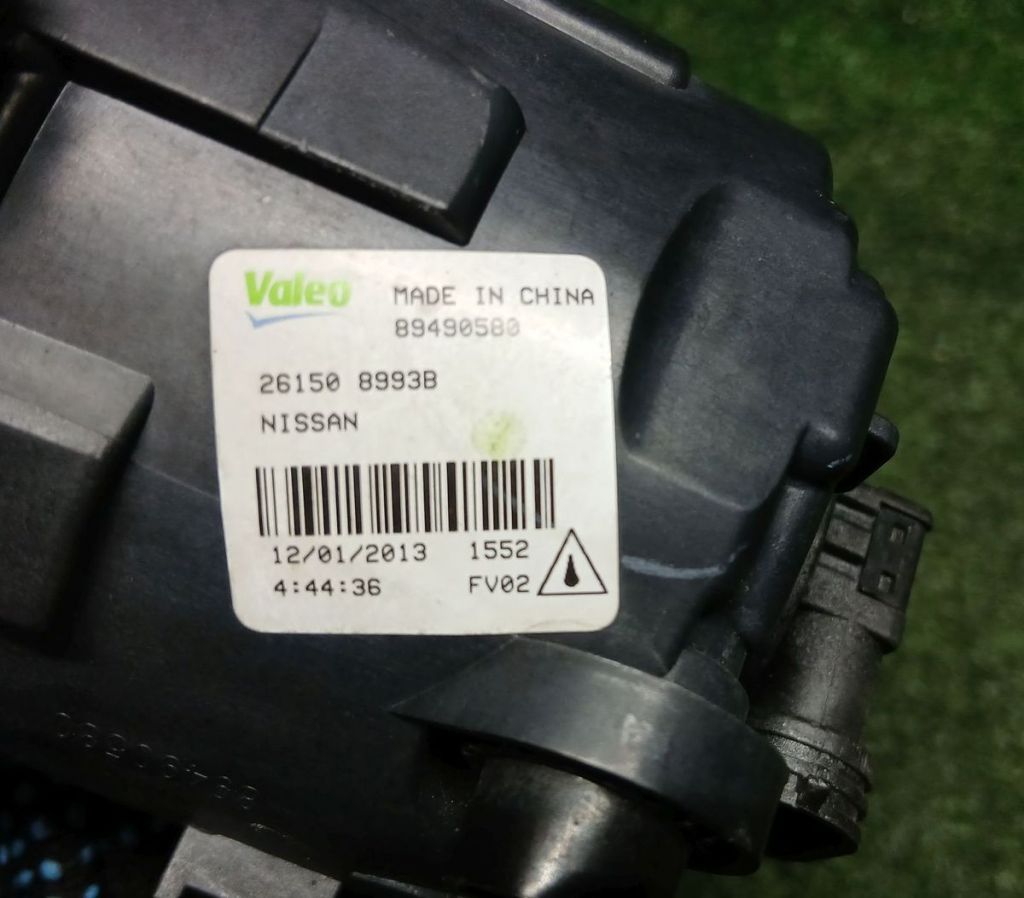 Valeo
MADE IN CHINA
89490580
26150 8993B
NISSAN
12/01/2013 1552
4:44:36 FV02